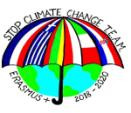 STOP CLIMATE CHANGE TEAM
ERASMUS +
2018 - 2020